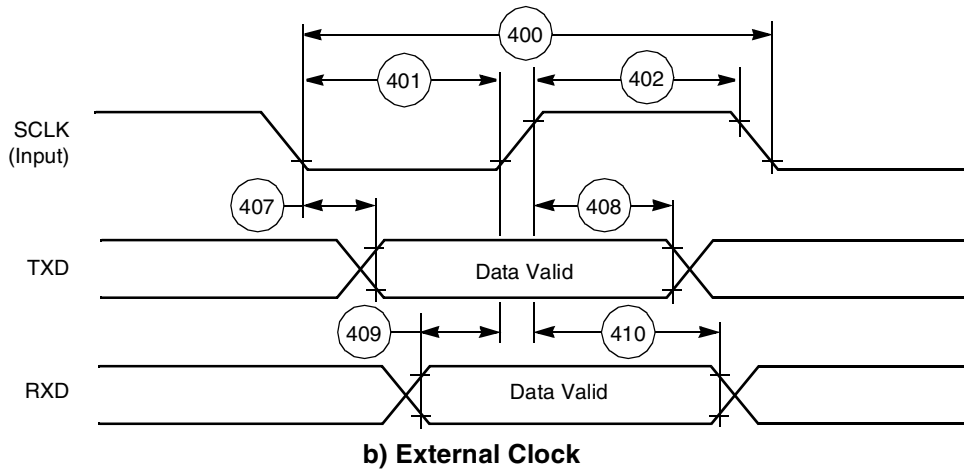 400
401
402
SCLK
(Input)
407
408
TXD
Data Valid
409
410
RXD
Data Valid
b) External Clock